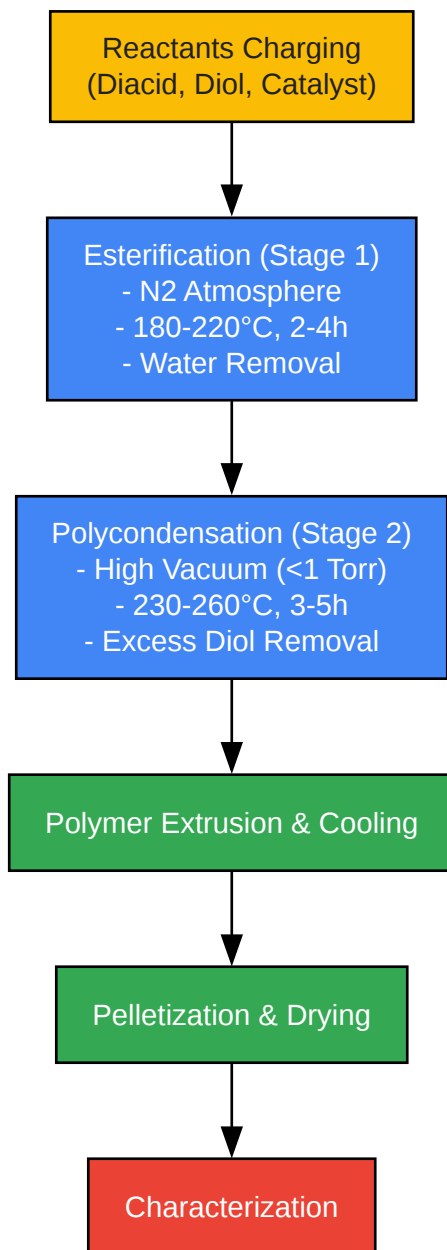 Reactants Charging
(Diacid, Diol, Catalyst)
Esterification (Stage 1)
- N2 Atmosphere
- 180-220°C, 2-4h
- Water Removal
Polycondensation (Stage 2)
- High Vacuum (<1 Torr)
- 230-260°C, 3-5h
- Excess Diol Removal
Polymer Extrusion & Cooling
Pelletization & Drying
Characterization